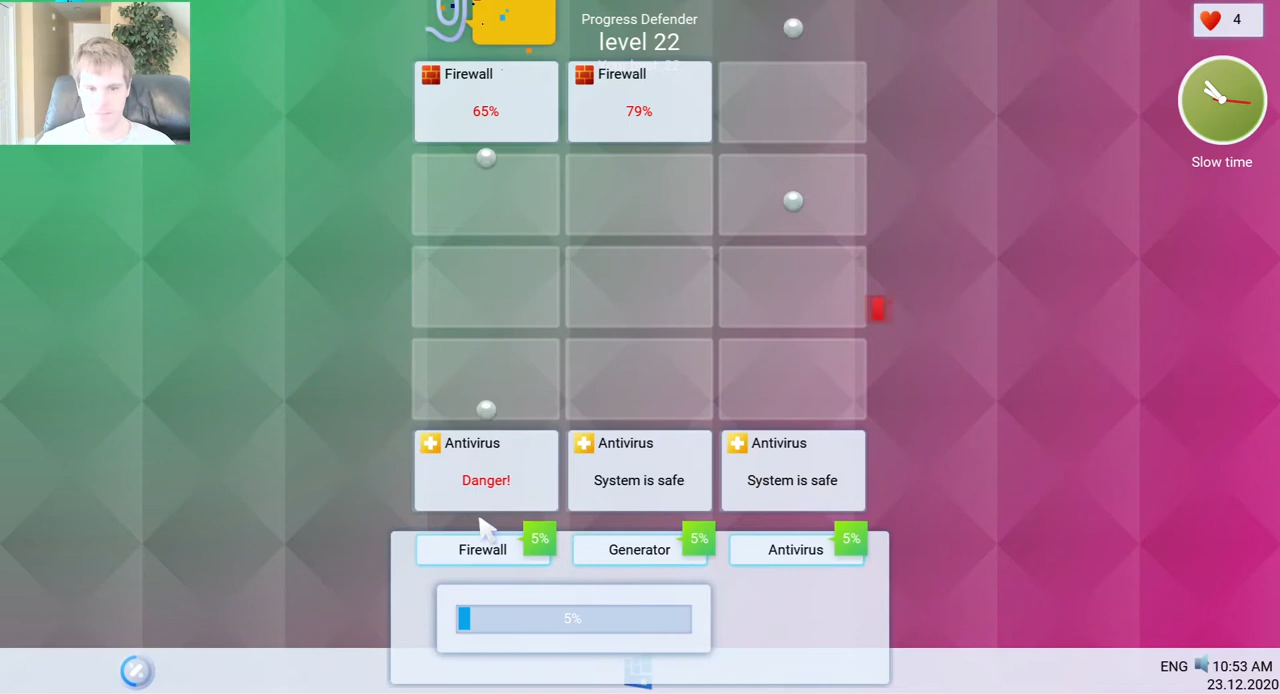 Progress Defender
level 22
4
Firewall
65%
Firewall
79%
Slow time
Antivirus
Danger!
Antivirus
System is safe
Antivirus
System is safe
Firewall
5%
Generator
5%
Antivirus
5%
5%
ENG
10:53 AM
23.12.2020